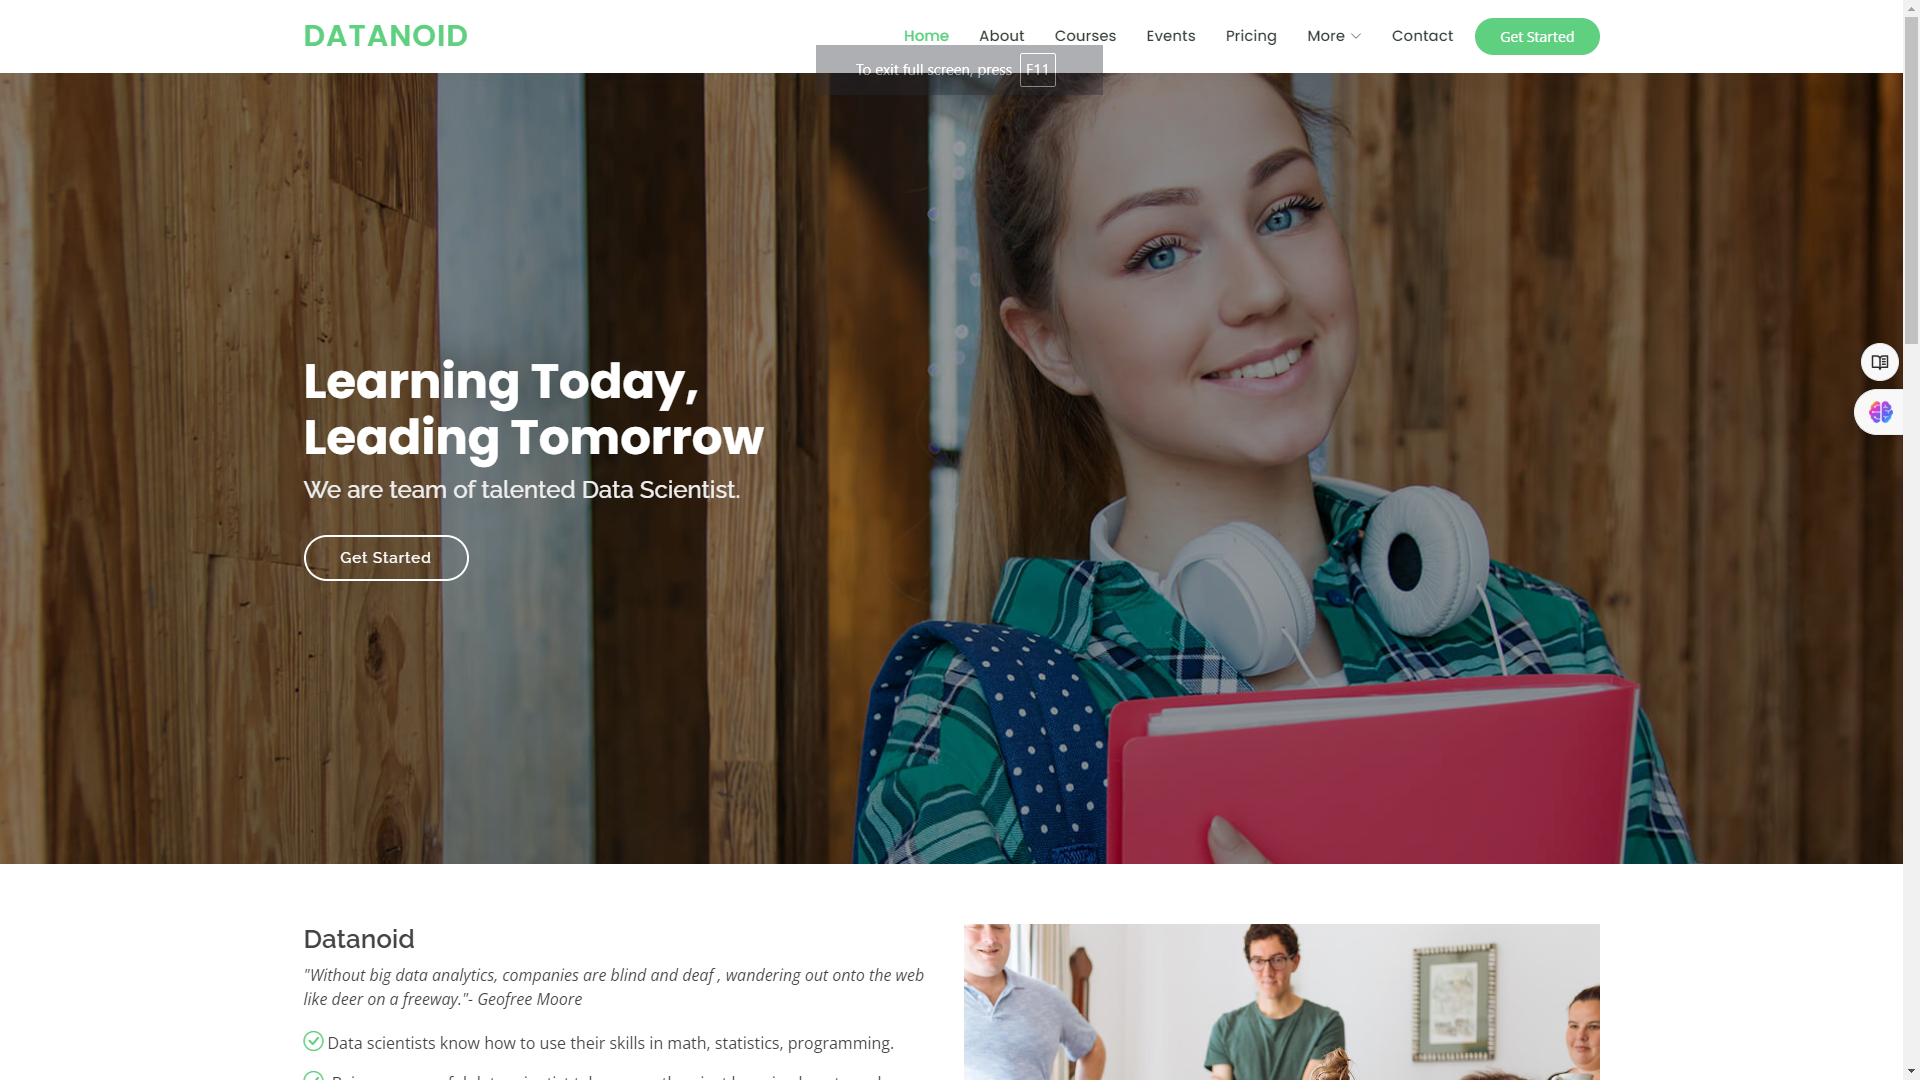 DATANOID
Home About Courses Events Pricing More Contact Get Started
To exit full screen, press F11
Learning Today,
Leading Tomorrow
We are team of talented Data Scientist.
Get Started
Datanoid
"Without big data analytics, companies are blind and deaf , wandering out onto the web
like deer on a freeway."- Geofree Moore
Data scientists know how to use their skills in math, statistics, programming.